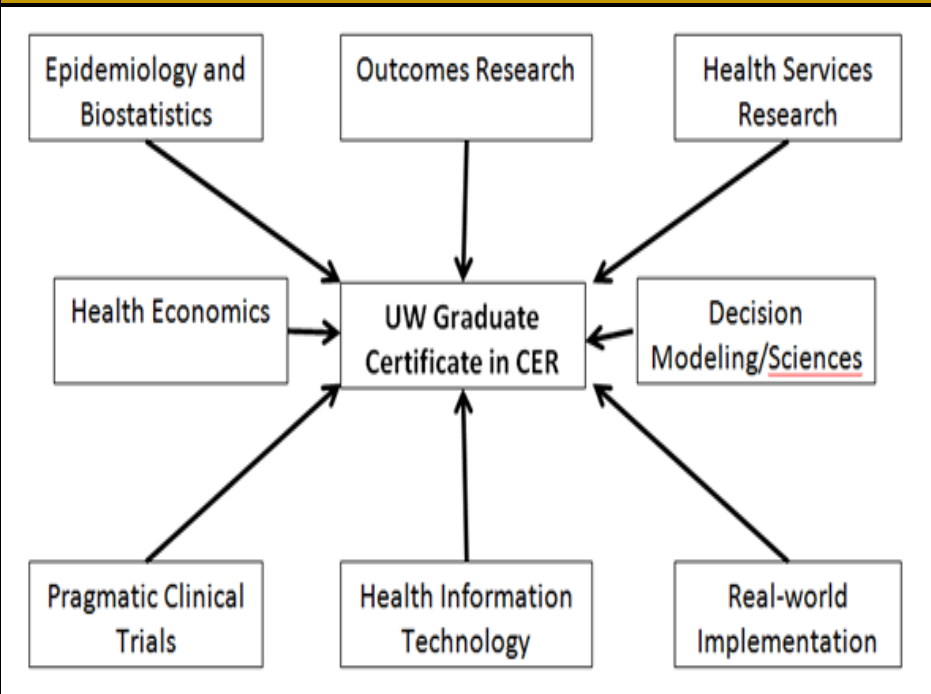 Epidemiology and
Biostatistics
Outcomes Research
Health Services
Research
Health Economics
UW Graduate
Certificate in CER
Decision
Modeling/Sciences
Pragmatic Clinical
Trials
Health Information
Technology
Real-world
Implementation